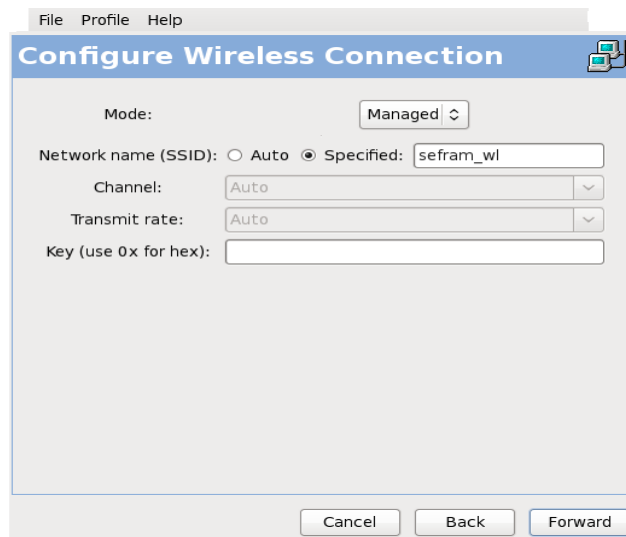 File Profile Help
Configure Wireless Connection
Mode: Managed
Network name (SSID): Auto Specified: sefram_wl
Channel: Auto
Transmit rate: Auto
Key (use 0x for hex):
Cancel Back Forward